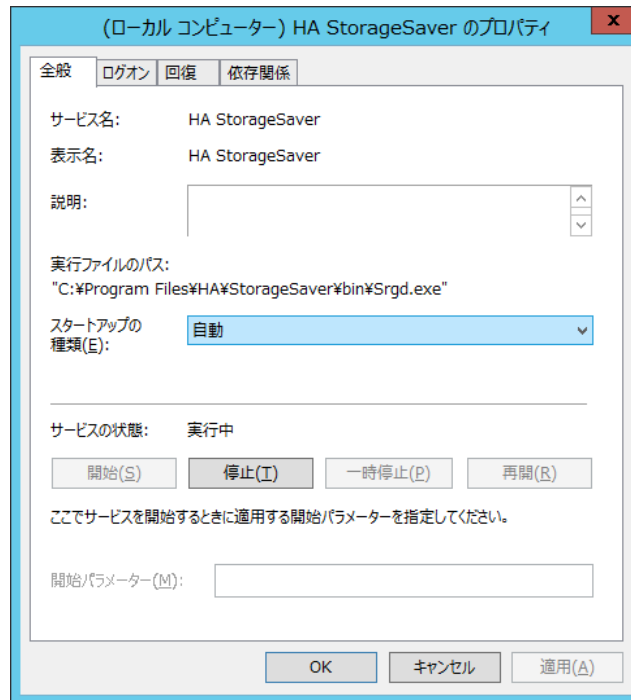 (ローカル コンピューター) HA StorageSaver のプロパティ
x
全般 ログオン 回復 依存関係
サービス名: HA StorageSaver
表示名: HA StorageSaver
説明:
実行ファイルのパス:
"C:¥Program Files¥HA¥StorageSaver¥bin¥Srgd.exe"
スタートアップの
種類(E): 自動
サービスの状態: 実行中
開始(S) 停止(T) 一時停止(P) 再開(R)
ここでサービスを開始するときに適用する開始パラメーターを指定してください。
開始パラメーター(M):
OK キャンセル 適用(A)